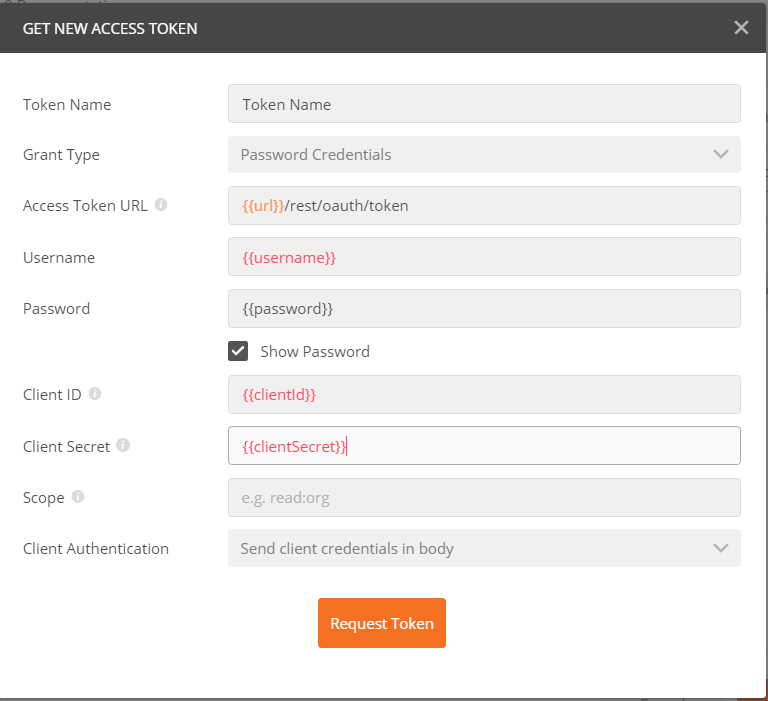 GET NEW ACCESS TOKEN
Token Name
Token Name
Grant Type
Password Credentials
Access Token URL
{{url}}/rest/oauth/token
Username
{{username}}
Password
{{password}}
Show Password
Client ID
{{clientId}}
Client Secret
{{clientSecret}}
Scope
e.g. read:org
Client Authentication
Send client credentials in body
Request Token